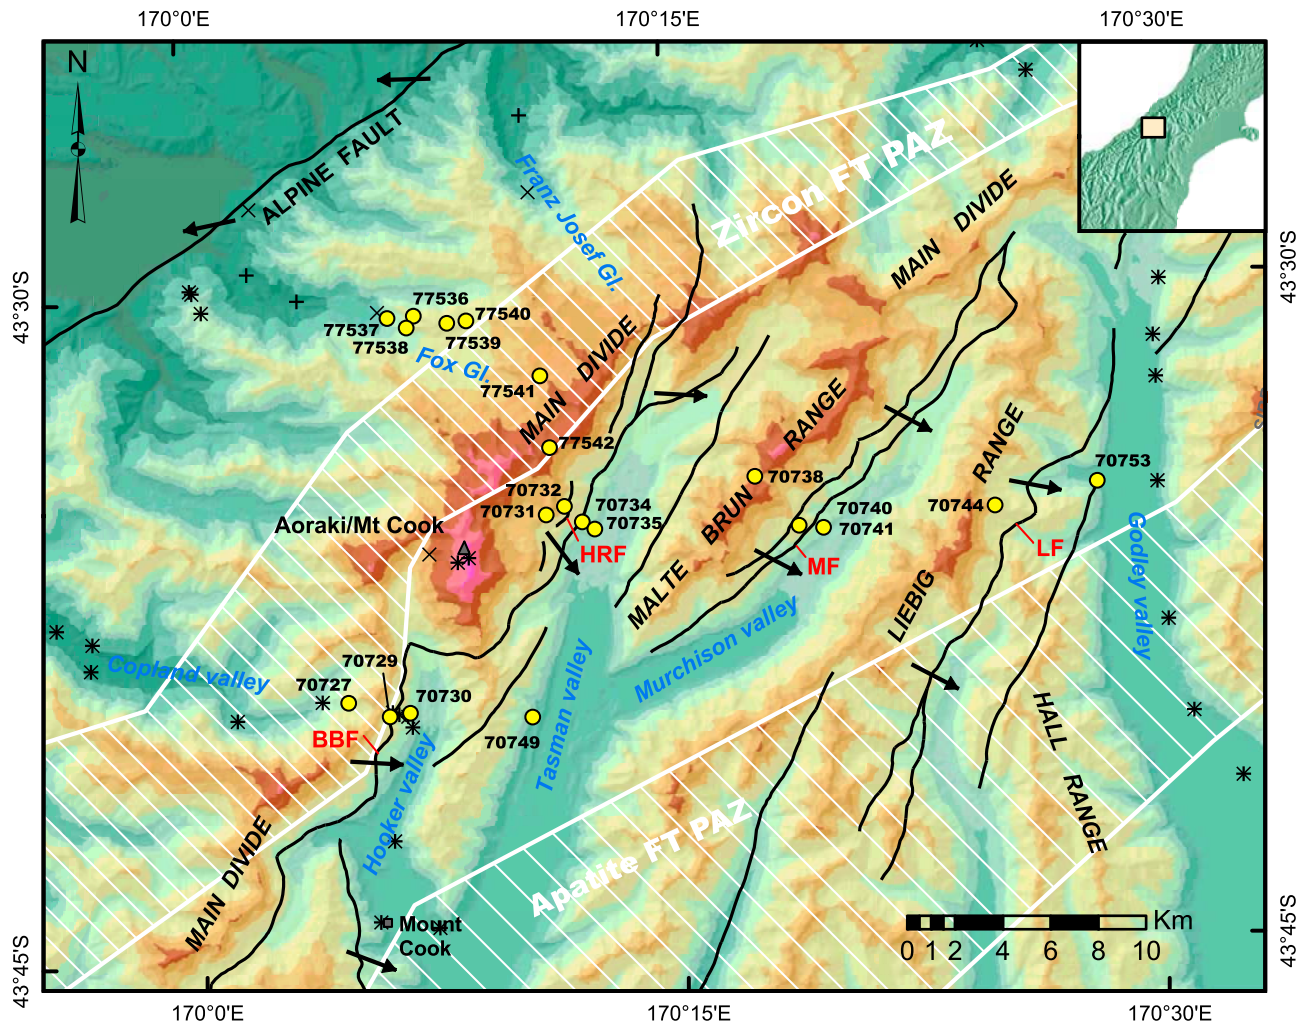 170°0'E
170°15'E
170°30'E
N
ALPINE FAULT
Franz Josef Gl.
Zircon FT PAZ
MAIN DIVIDE
43°30'S
43°30'S
77536
77537
77540
77538
77539
Fox Gl.
77541
MAIN DIVIDE
77542
RANGE
RANGE
70753
70738
70732
70731
70734
70735
70744
70740
70741
Aoraki/Mt Cook
BRUN
HRF
MF
LF
MALTE
LIEBIG
Godley valley
Murchison valley
Copland valley
70729
70727
70730
BBF
70749
Tasman valley
Hooker valley
HALL RANGE
MAIN DIVIDE
Apatite FT PAZ
Mount
Cook
Km
0 1 2 4 6 8 10
43°45'S
43°45'S
170°0'E
170°15'E
170°30'E